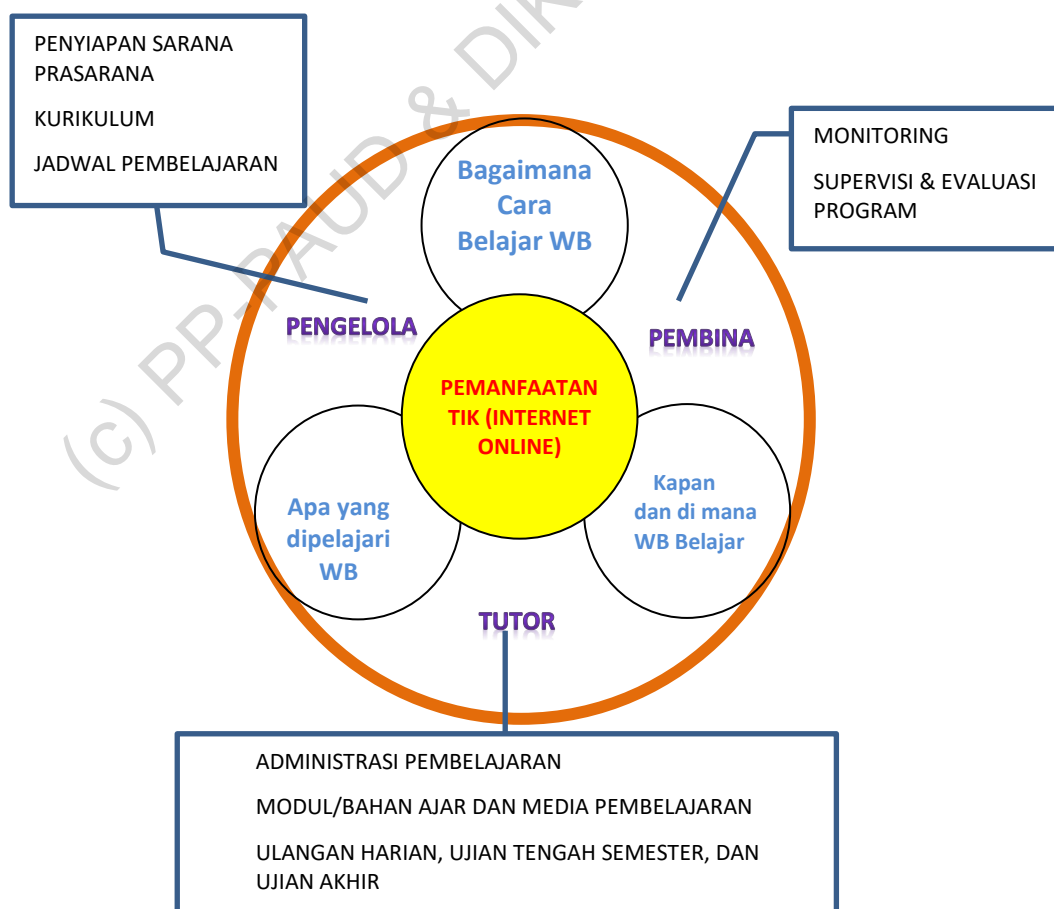 PENYIAPAN SARANA
PRASARANA
KURIKULUM
JADWAL PEMBELAJARAN
MONITORING
SUPERVISI & EVALUASI
PROGRAM
Bagaimana
Cara
Belajar WB
PENGELOLA
PEMBINA
PEMANFAATAN
TIK (INTERNET
ONLINE)
Apa yang
dipelajari
WB
Kapan
dan di mana
WB Belajar
TUTOR
ADMINISTRASI PEMBELAJARAN
MODUL/BAHAN AJAR DAN MEDIA PEMBELAJARAN
ULANGAN HARIAN, UJIAN TENGAH SEMESTER, DAN
UJIAN AKHIR
(c) PP-PAUD &